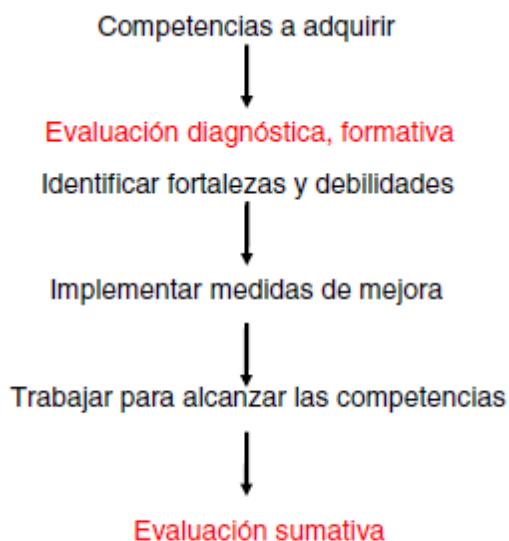 Competencias a adquirir
Evaluación diagnóstica, formativa
Identificar fortalezas y debilidades
Implementar medidas de mejora
Trabajar para alcanzar las competencias
Evaluación sumativa